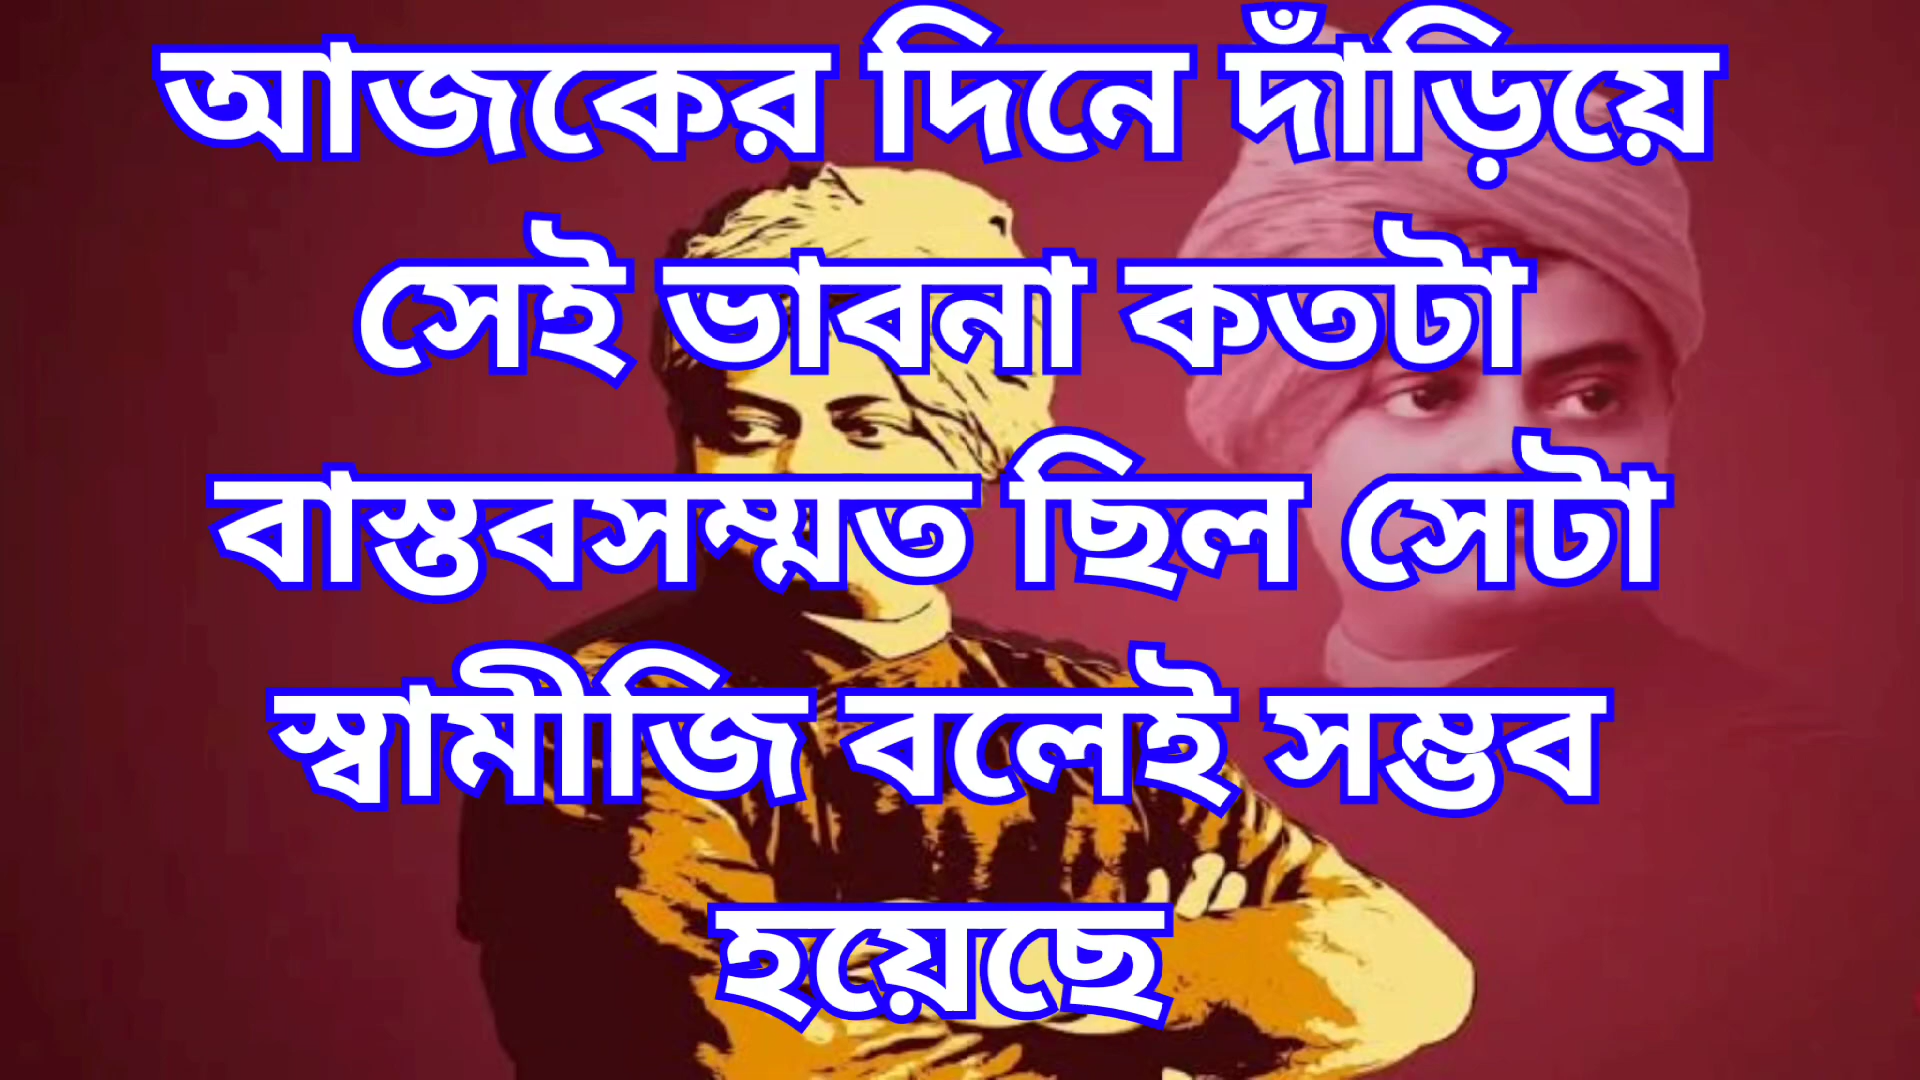 আজকের দিনে দাঁড়িয়ে
সেই ভাবনা কতটা
বাস্তবসম্মত ছিল সেটা
স্বামীজি বলেই সম্ভব
হয়েছে